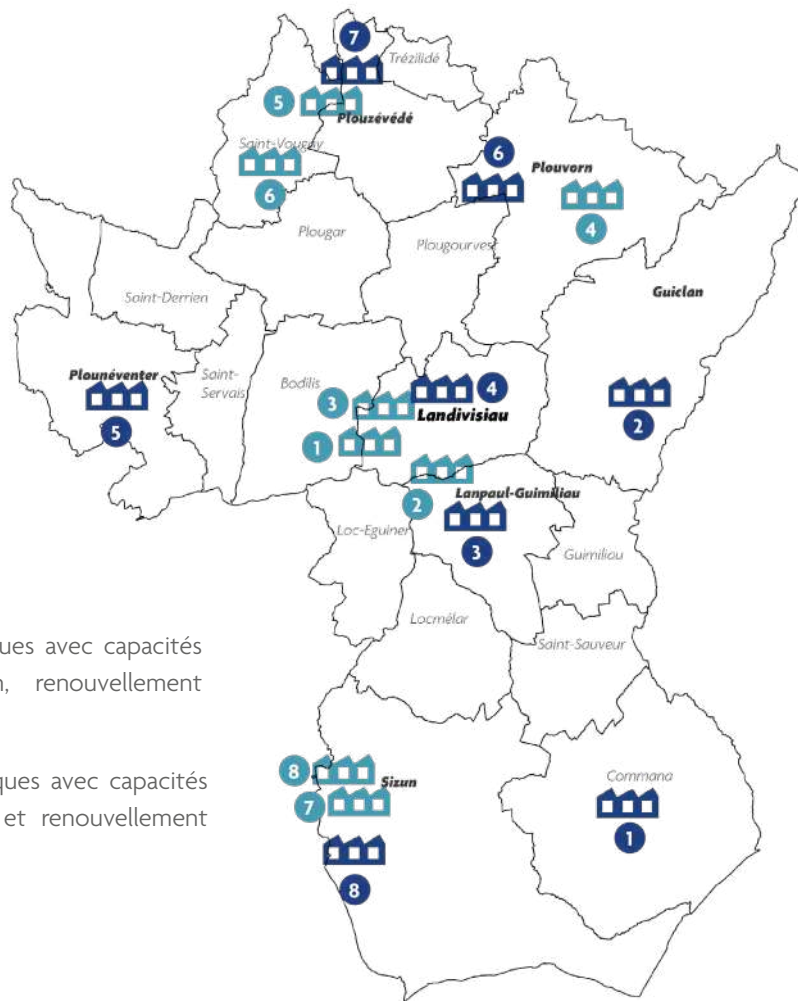 7
Trézilidé
5
Plouzévédé
Saint-Vougay
6
6
Plouvorn
4
Plougar
Plougourvest
Guiclan
Saint-Derrien
Plounéventer
5
Saint-
Servais
Bodilis
3
4
Landivisiau
1
2
2
Lanpaul-Guimiliau
3
Loc-Eguiner
Guimiliau
Locmélar
Saint-Sauveur
ues avec capacités
n, renouvellement
ques avec capacités
et renouvellement
8
Sizun
7
8
Commana
1